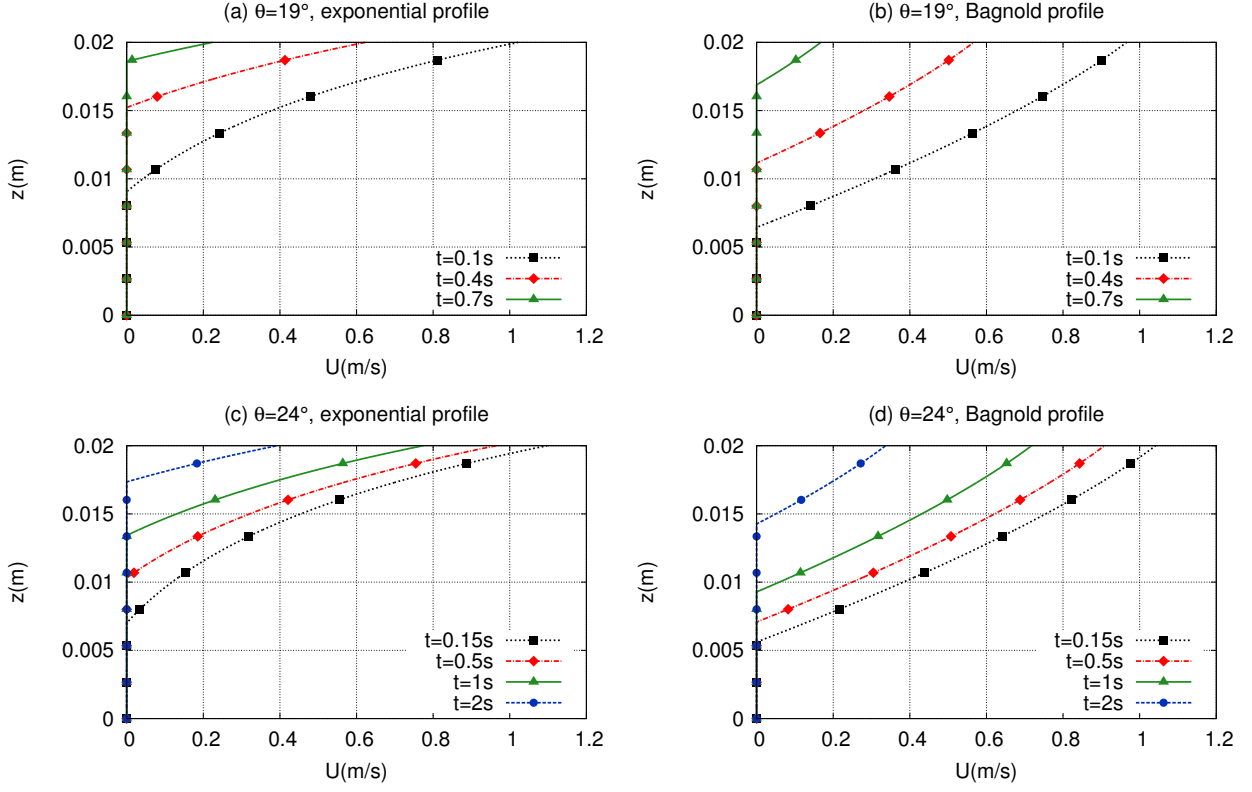 (a) θ=19°, exponential profile
z(m)
0.02
0.015
0.01
0.005
0
t=0.1s
t=0.4s
t=0.7s
0 0.2 0.4 0.6 0.8 1 1.2
U(m/s)
(b) θ=19°, Bagnold profile
z(m)
0.02
0.015
0.01
0.005
0
t=0.1s
t=0.4s
t=0.7s
0 0.2 0.4 0.6 0.8 1 1.2
U(m/s)
(c) θ=24°, exponential profile
z(m)
0.02
0.015
0.01
0.005
0
t=0.15s
t=0.5s
t=1s
t=2s
0 0.2 0.4 0.6 0.8 1 1.2
U(m/s)
(d) θ=24°, Bagnold profile
z(m)
0.02
0.015
0.01
0.005
0
t=0.15s
t=0.5s
t=1s
t=2s
0 0.2 0.4 0.6 0.8 1 1.2
U(m/s)